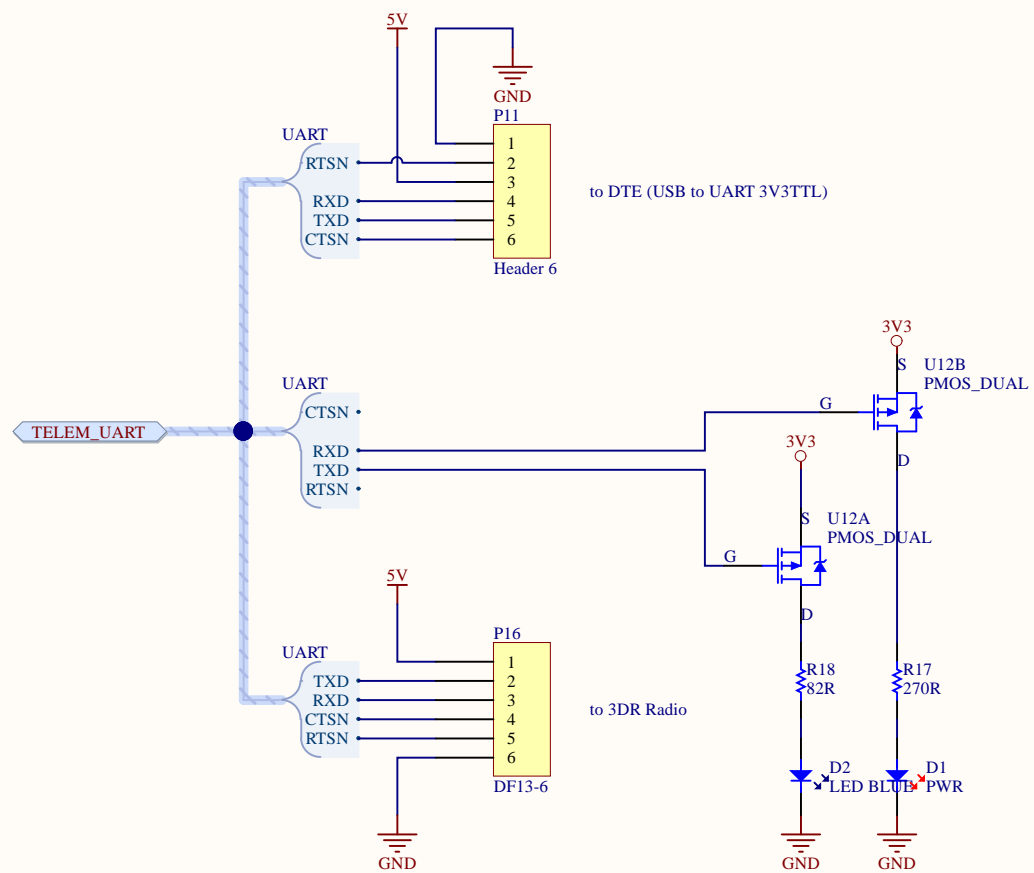 5V
GND
P11
UART
RTSN
RXD
TXD
CTSN
1
2
3
4
5
6
Header 6
to DTE (USB to UART 3V3TTL)
TELEM_UART
UART
CTSN
RXD
TXD
RTSN
3V3
S
U12B
PMOS_DUAL
G
D
3V3
S
U12A
PMOS_DUAL
G
D
R18
82R
R17
270R
D2
LED BLUE
D1
PWR
GND
GND
5V
P16
UART
TXD
RXD
CTSN
RTSN
1
2
3
4
5
6
DF13-6
to 3DR Radio
GND